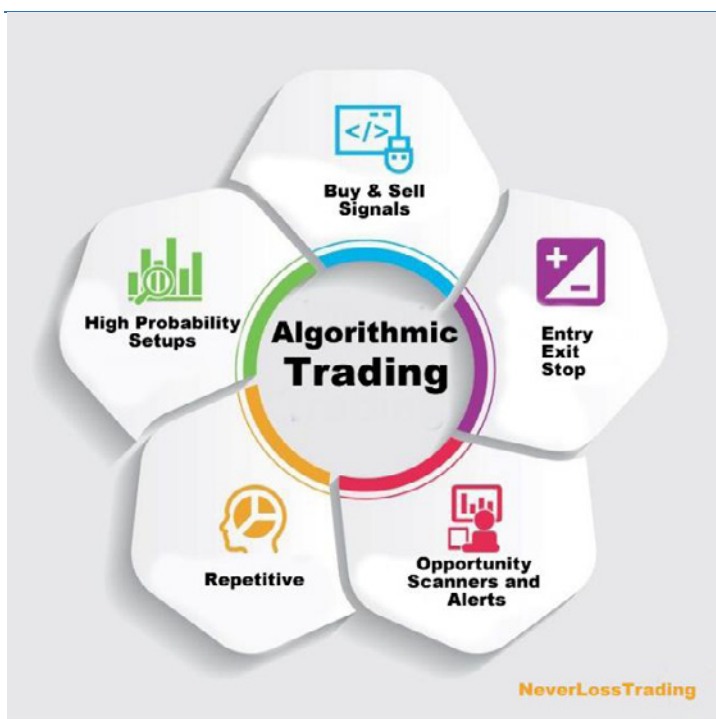 </>
Buy & Sell
Signals
High Probability
Setups
Algorithmic
Trading
Entry
Exit
Stop
Repetitive
Opportunity
Scanners and
Alerts
NeverLossTrading